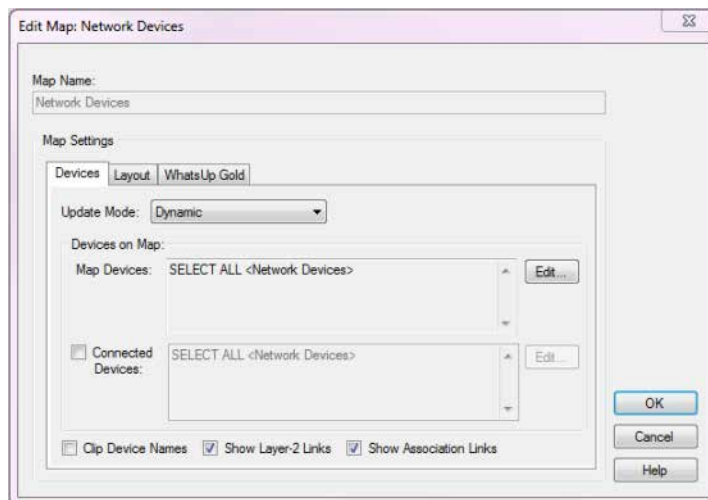 Edit Map: Network Devices
Map Name:
Network Devices
Map Settings
Devices Layout WhatsUp Gold
Update Mode: Dynamic
Devices on Map:
Map Devices: SELECT ALL <Network Devices> Edit...
Connected Devices: SELECT ALL <Network Devices> Edit...
OK
Cancel
Clip Device Names Show Layer-2 Links Show Association Links
Help